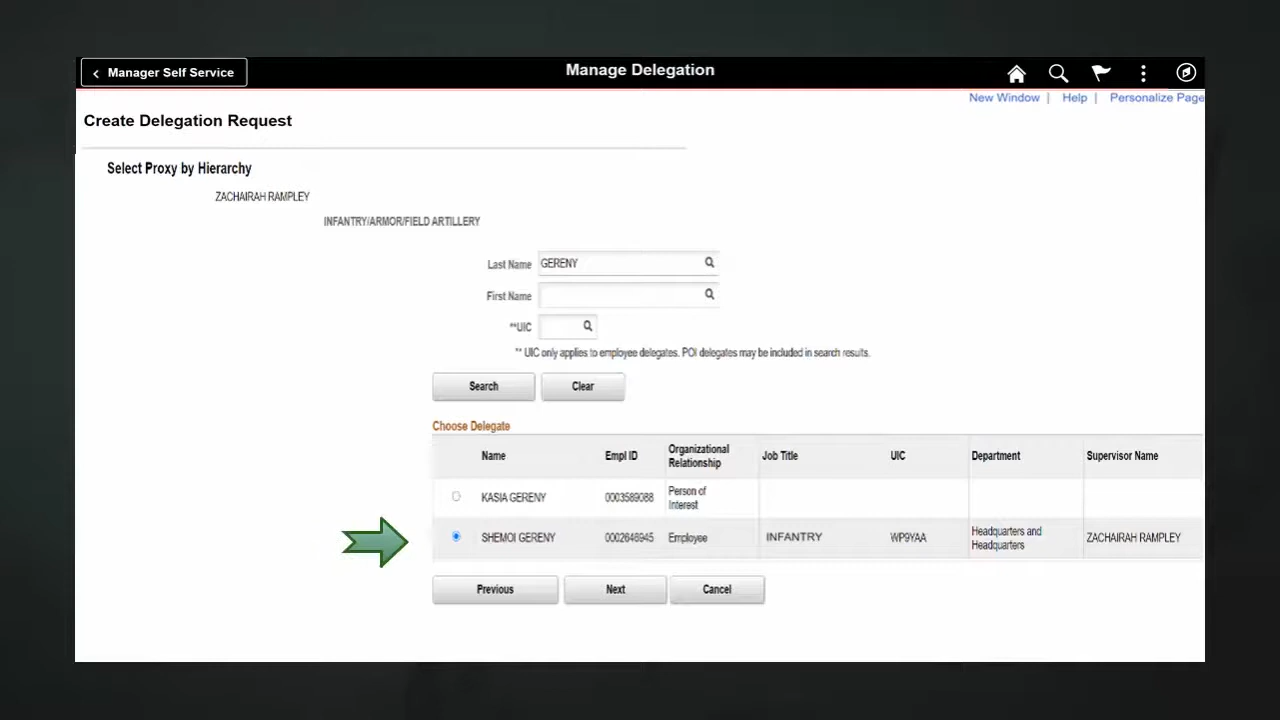 Manager Self Service
Manage Delegation
New Window | Help | Personalize Page
Create Delegation Request
Select Proxy by Hierarchy
ZACHAIRAH RAMPLEY
INFANTRY/ARMOR/FIELD ARTILLERY
Last Name GERENY
First Name
**UIC
** UIC only applies to employee delegates. POI delegates may be included in search results.
Search Clear
Choose Delegate
Name Empl ID Organizational Relationship Job Title UIC Department Supervisor Name
KASIA GERENY 0003589088 Person of Interest
SHEMOI GERENY 0002648945 Employee INFANTRY WP9YAA Headquarters and Headquarters ZACHAIRAH RAMPLEY
Previous Next Cancel